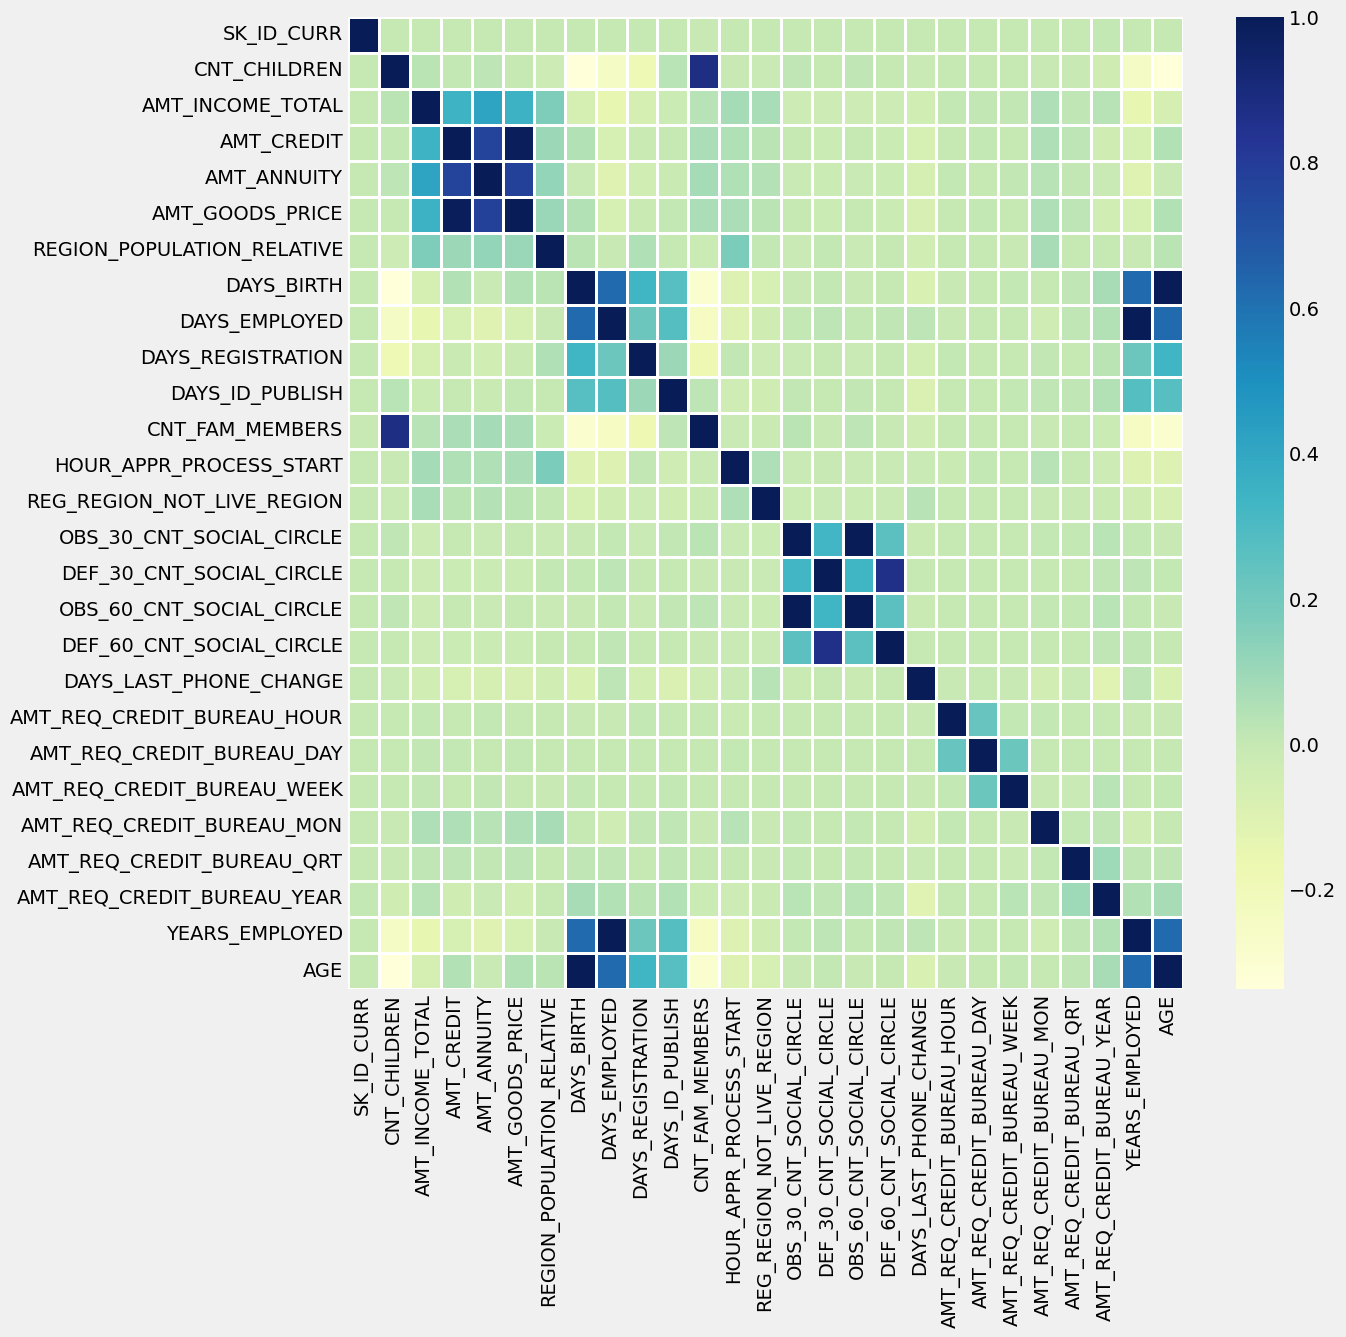 SK_ID_CURR
CNT_CHILDREN
AMT_INCOME_TOTAL
AMT_CREDIT
AMT_ANNUITY
AMT_GOODS_PRICE
REGION_POPULATION_RELATIVE
DAYS_BIRTH
DAYS_EMPLOYED
DAYS_REGISTRATION
DAYS_ID_PUBLISH
CNT_FAM_MEMBERS
HOUR_APPR_PROCESS_START
REG_REGION_NOT_LIVE_REGION
OBS_30_CNT_SOCIAL_CIRCLE
DEF_30_CNT_SOCIAL_CIRCLE
OBS_60_CNT_SOCIAL_CIRCLE
DEF_60_CNT_SOCIAL_CIRCLE
DAYS_LAST_PHONE_CHANGE
AMT_REQ_CREDIT_BUREAU_HOUR
AMT_REQ_CREDIT_BUREAU_DAY
AMT_REQ_CREDIT_BUREAU_WEEK
AMT_REQ_CREDIT_BUREAU_MON
AMT_REQ_CREDIT_BUREAU_QRT
AMT_REQ_CREDIT_BUREAU_YEAR
YEARS_EMPLOYED
AGE
SK_ID_CURR
CNT_CHILDREN
AMT_INCOME_TOTAL
AMT_CREDIT
AMT_ANNUITY
AMT_GOODS_PRICE
REGION_POPULATION_RELATIVE
DAYS_BIRTH
DAYS_EMPLOYED
DAYS_REGISTRATION
DAYS_ID_PUBLISH
CNT_FAM_MEMBERS
HOUR_APPR_PROCESS_START
REG_REGION_NOT_LIVE_REGION
OBS_30_CNT_SOCIAL_CIRCLE
DEF_30_CNT_SOCIAL_CIRCLE
OBS_60_CNT_SOCIAL_CIRCLE
DEF_60_CNT_SOCIAL_CIRCLE
DAYS_LAST_PHONE_CHANGE
AMT_REQ_CREDIT_BUREAU_HOUR
AMT_REQ_CREDIT_BUREAU_DAY
AMT_REQ_CREDIT_BUREAU_WEEK
AMT_REQ_CREDIT_BUREAU_MON
AMT_REQ_CREDIT_BUREAU_QRT
AMT_REQ_CREDIT_BUREAU_YEAR
YEARS_EMPLOYED
AGE
1.0
0.8
0.6
0.4
0.2
0.0
−0.2